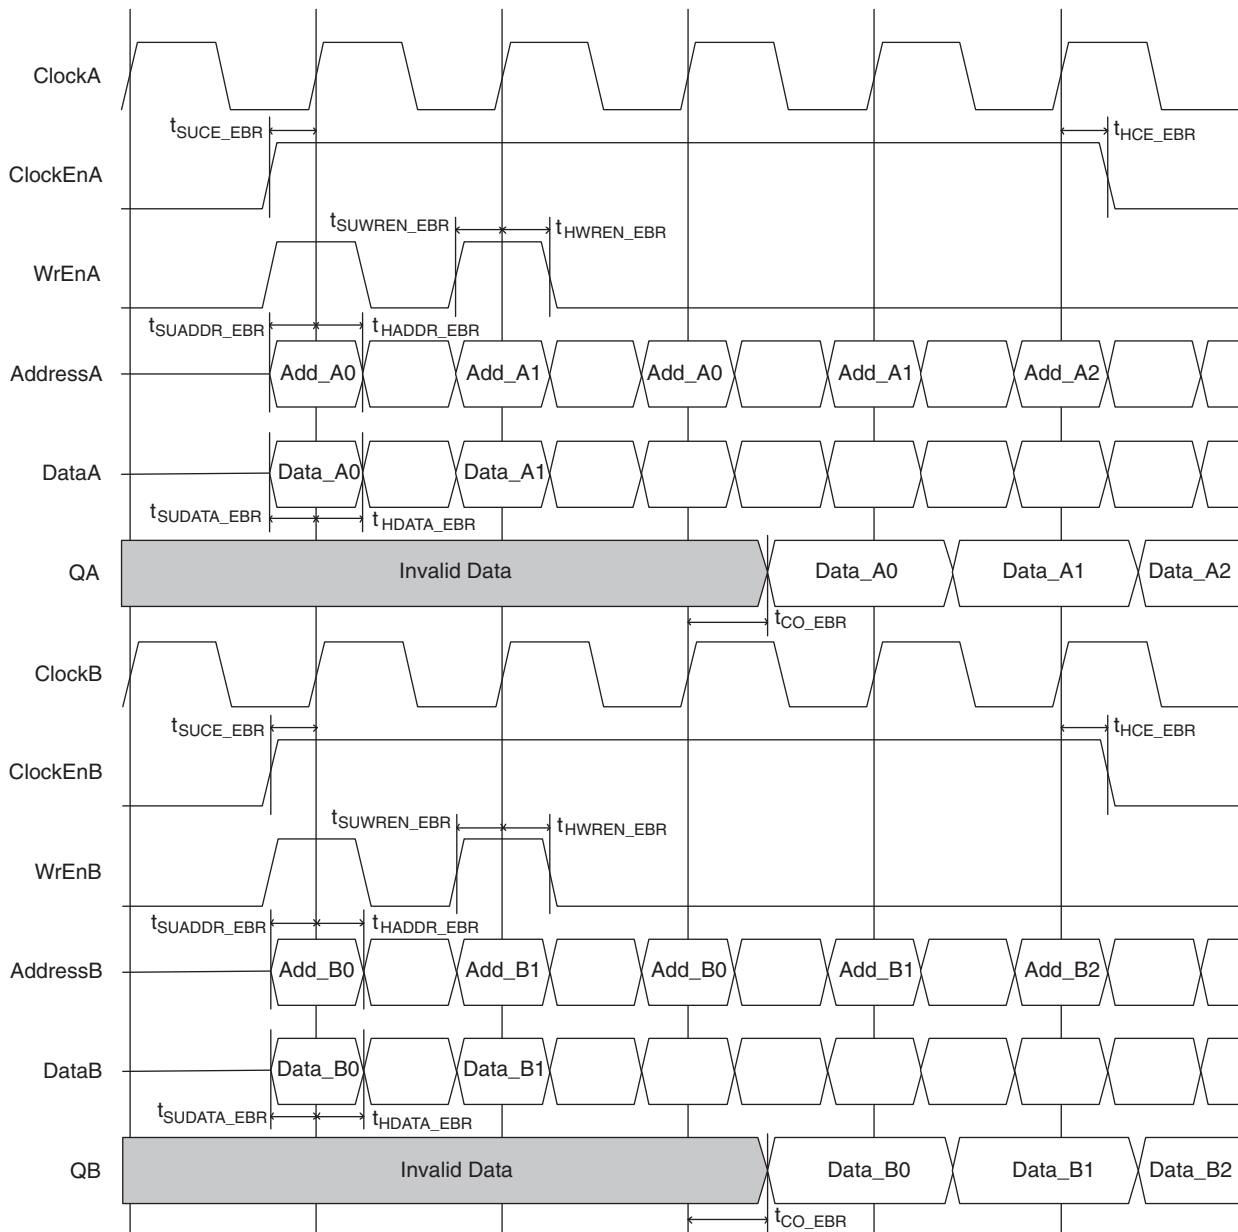 ClockA
tSUCE_EBR
tHCE_EBR
ClockEnA
tSUWREN_EBR
tHWREN_EBR
WrEnA
tSUADDR_EBR
tHADDR_EBR
AddressA
Add_A0
Add_A1
Add_A0
Add_A1
Add_A2
DataA
Data_A0
Data_A1
tSUDATA_EBR
tHDATA_EBR
QA
Invalid Data
Data_A0
Data_A1
Data_A2
tCO_EBR
ClockB
tSUCE_EBR
tHCE_EBR
ClockEnB
tSUWREN_EBR
tHWREN_EBR
WrEnB
tSUADDR_EBR
tHADDR_EBR
AddressB
Add_B0
Add_B1
Add_B0
Add_B1
Add_B2
DataB
Data_B0
Data_B1
tSUDATA_EBR
tHDATA_EBR
QB
Invalid Data
Data_B0
Data_B1
Data_B2
tCO_EBR